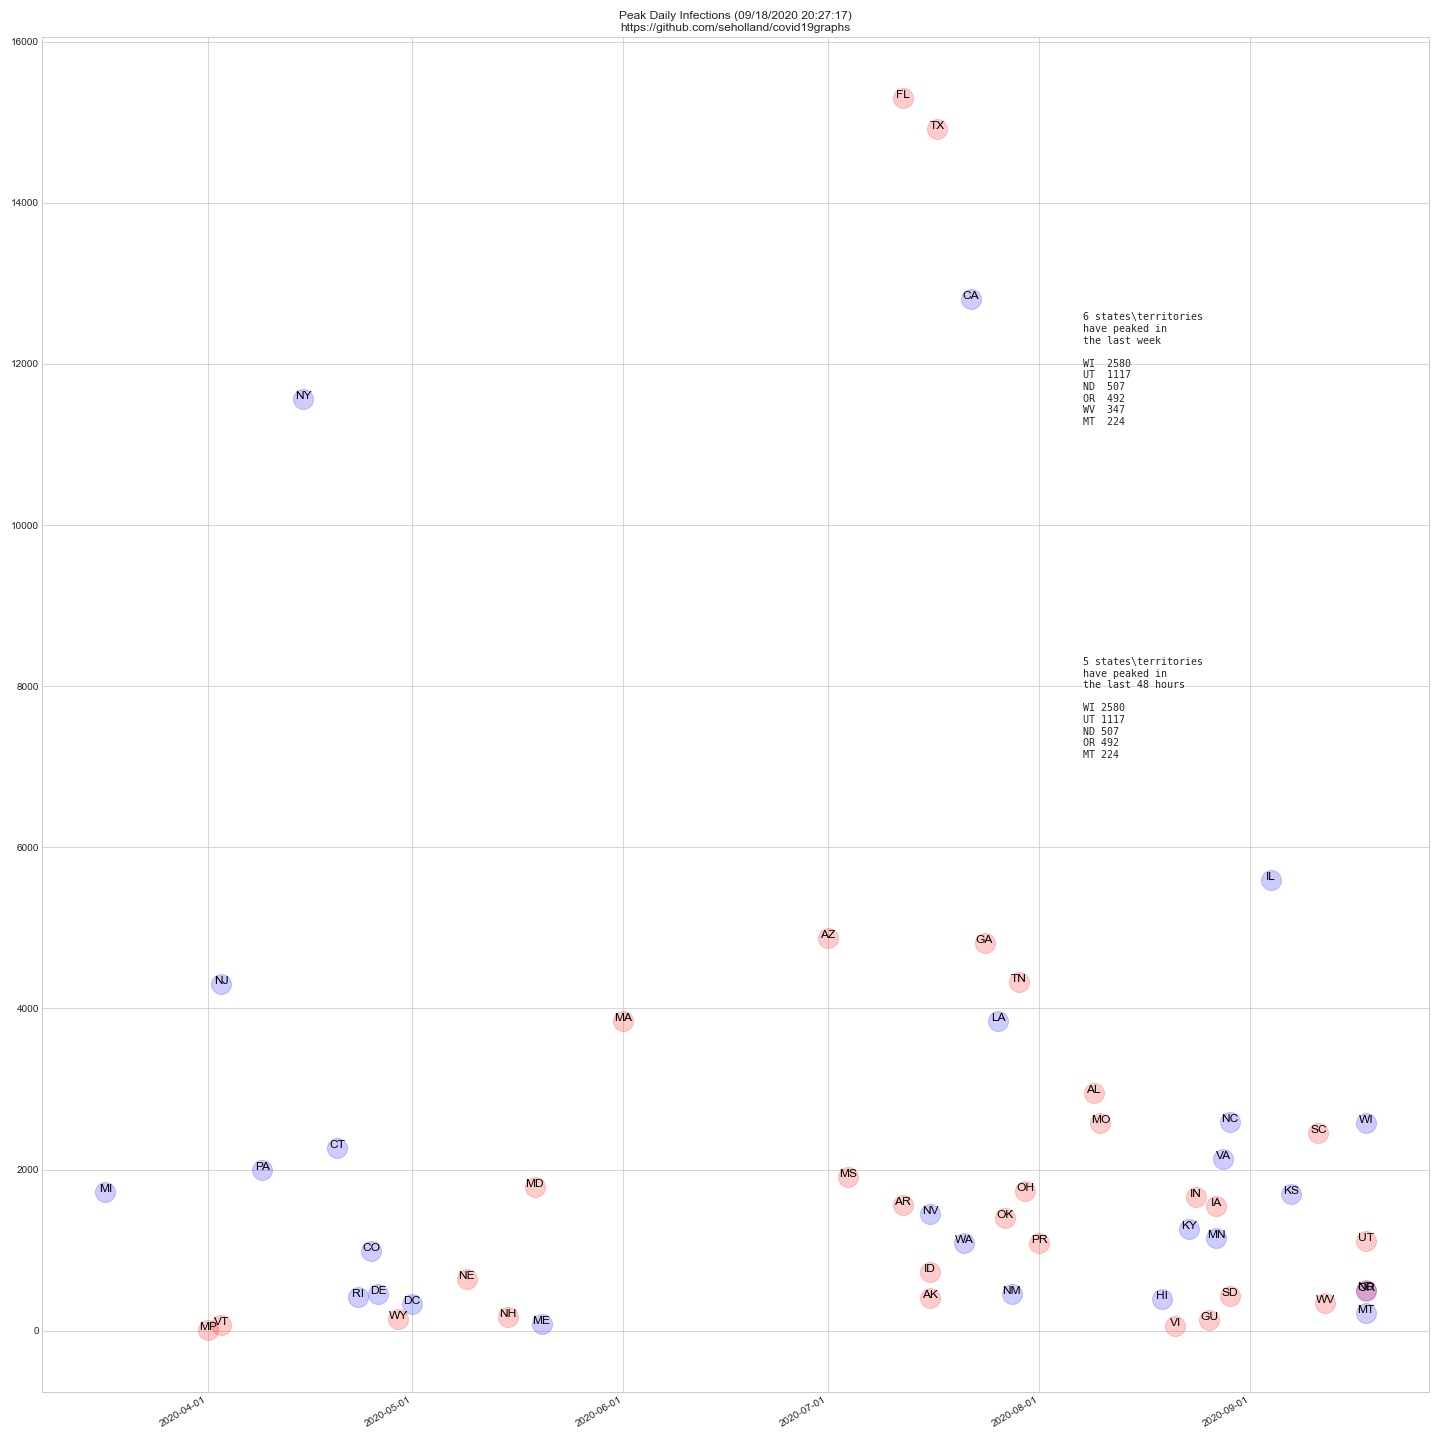 Peak Daily Infections (09/18/2020 20:27:17)
https://github.com/seholland/covid19graphs
16000
FL
TX
14000
CA
6 states\territories
have peaked in
the last week
12000
WI  2580
UT  1117
ND  507
OR  492
WV  347
MT  224
NY
10000
5 states\territories
have peaked in
8000
the last 48 hours
WI 2580
UT 1117
ND 507
OR 492
MT 224
6000
IL
AZ
GA
NJ
TN
4000
MA
LA
AL
MO
NC
WI
SC
CT
VA
2000
PA
MS
MI
MD
OH
IN
KS
AR
IA
NV
OK
KY
MN
UT
CO
WA
PR
NE
ID
RI
DE
NM
ND
OR
DC
AK
HI
SD
WV
MT
WY
NH
GU
MP
VT
ME
VI
0
2020-04-01
2020-05-01
2020-06-01
2020-07-01
2020-08-01
2020-09-01